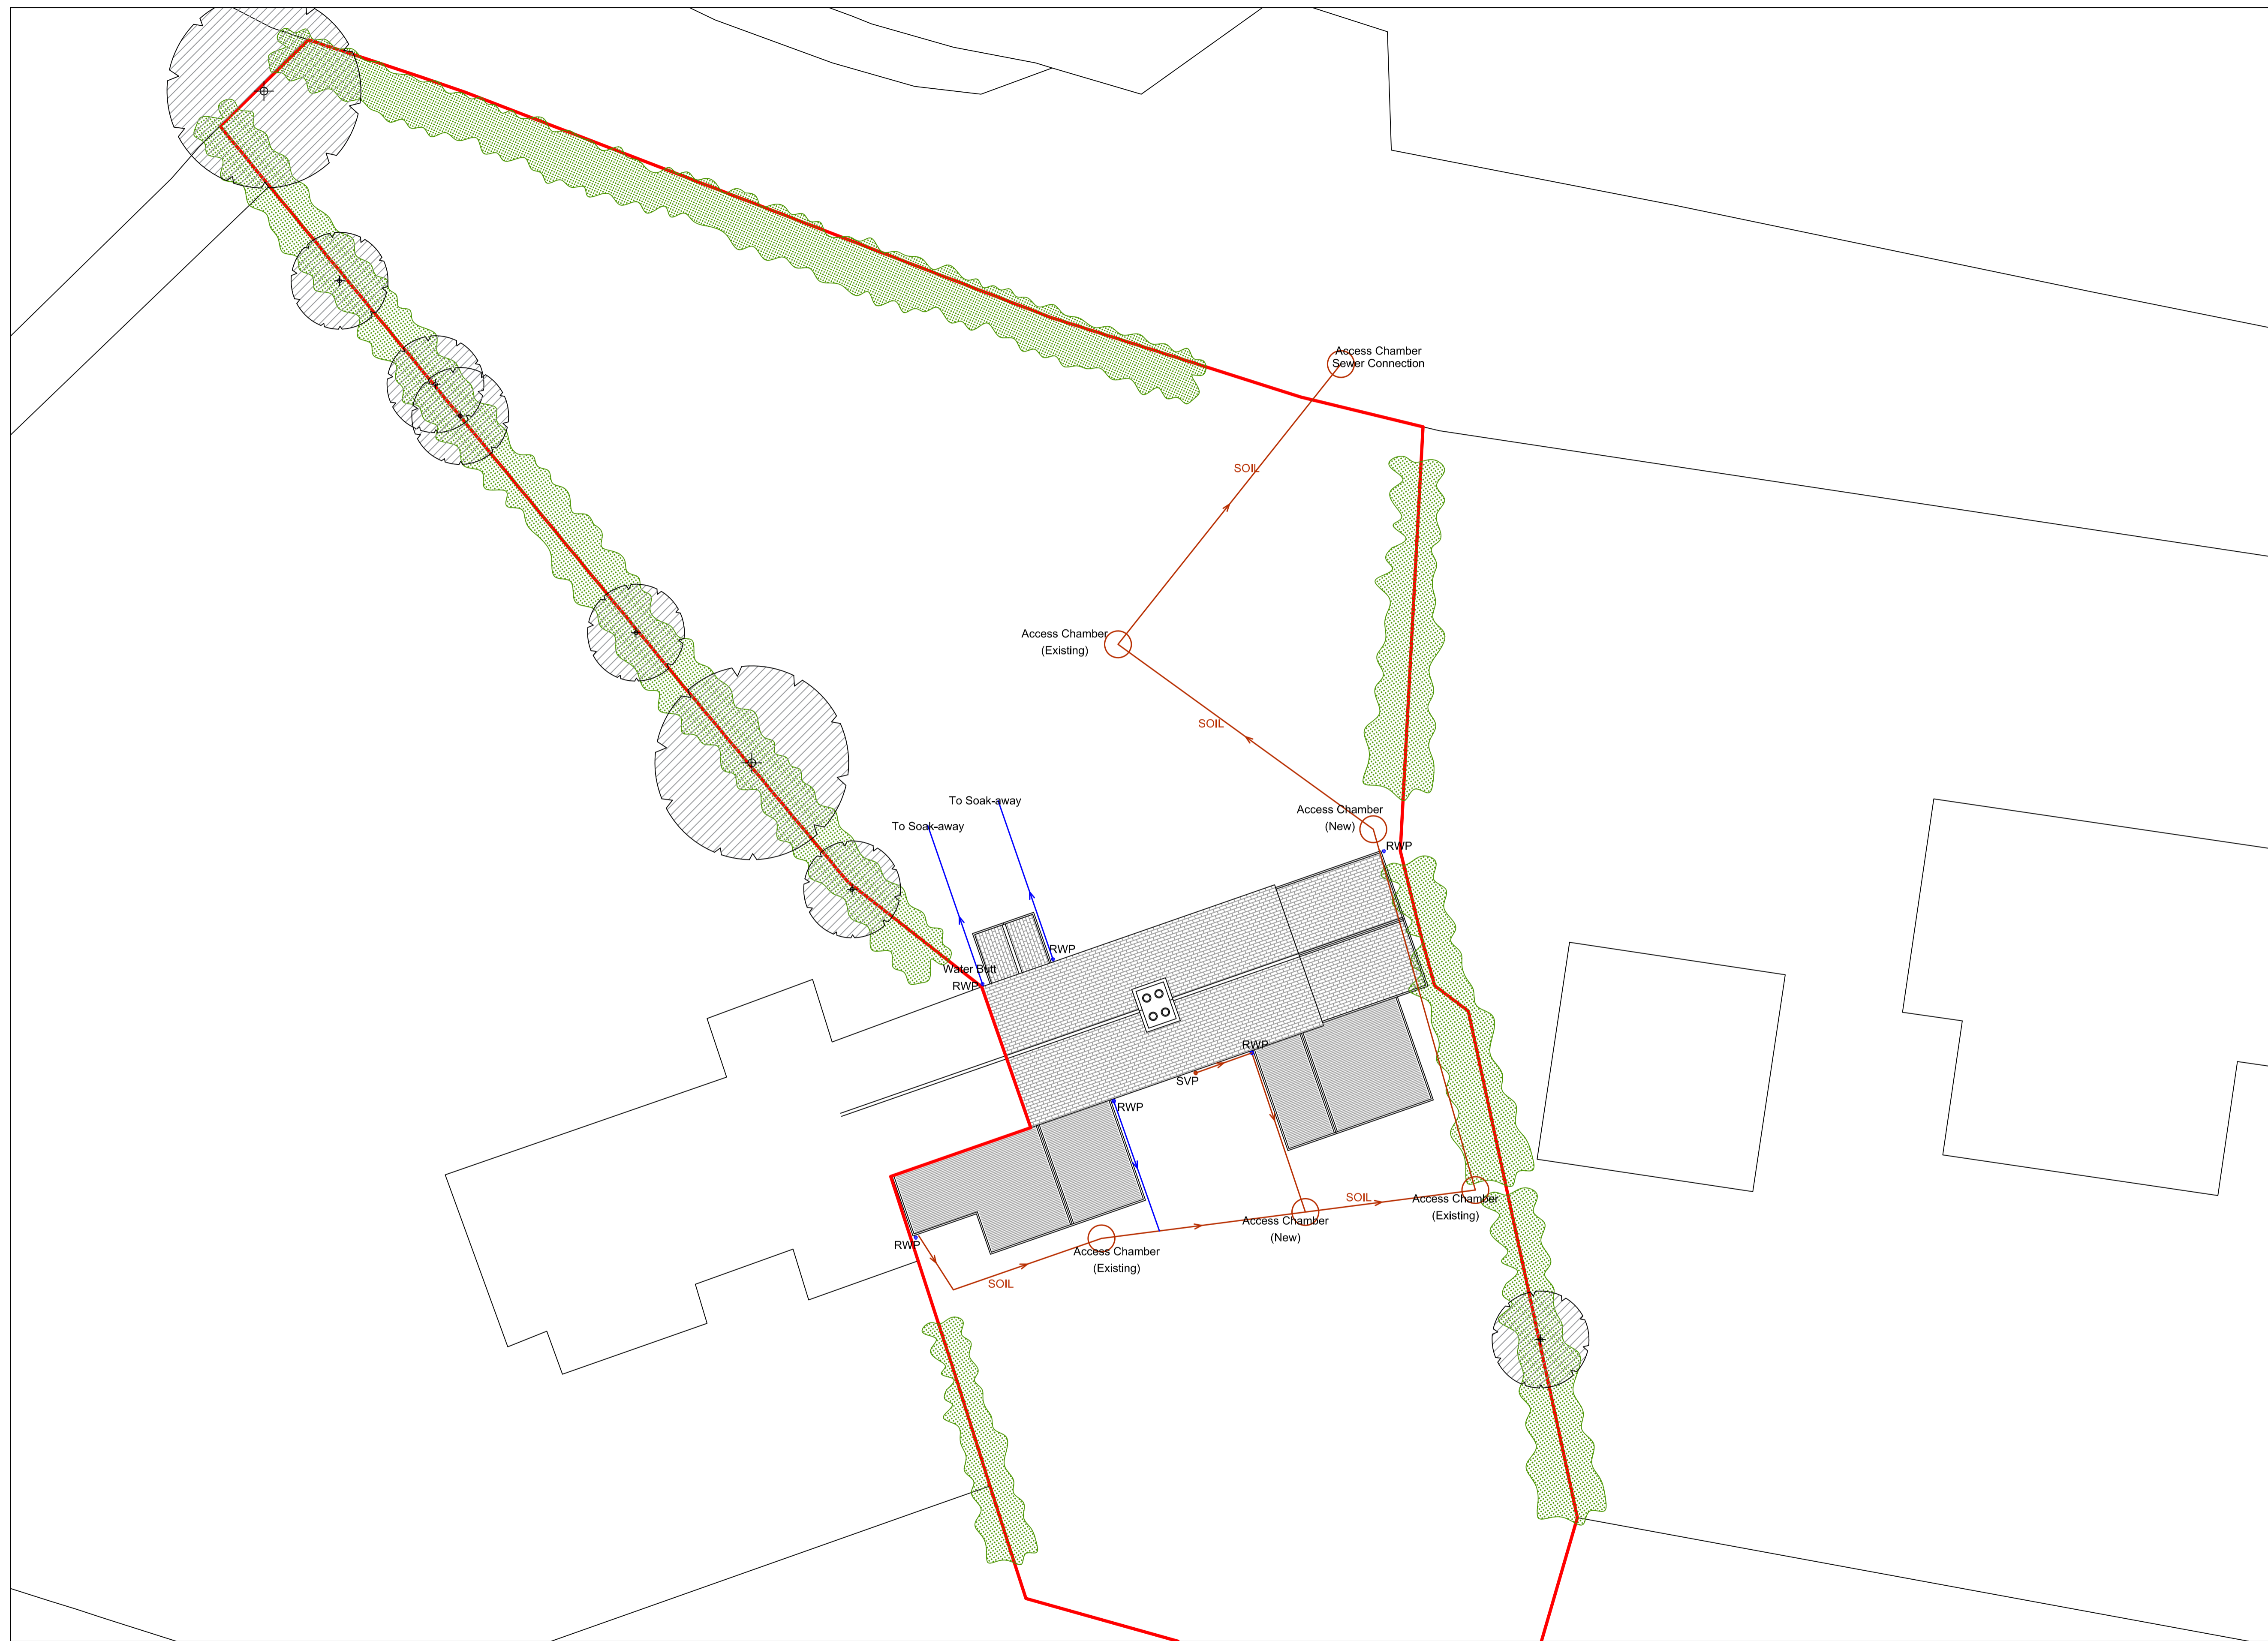 Access Chamber
Sewer Connection
SOIL
Access Chamber
(Existing)
SOIL
To Soak-away
To Soak-away
Access Chamber
(New)
RWP
RWP
Water Butt
RWP
RWP
SVP
RWP
SOIL
Access Chamber
(Existing)
Access Chamber
(New)
RWP
Access Chamber
(Existing)
SOIL